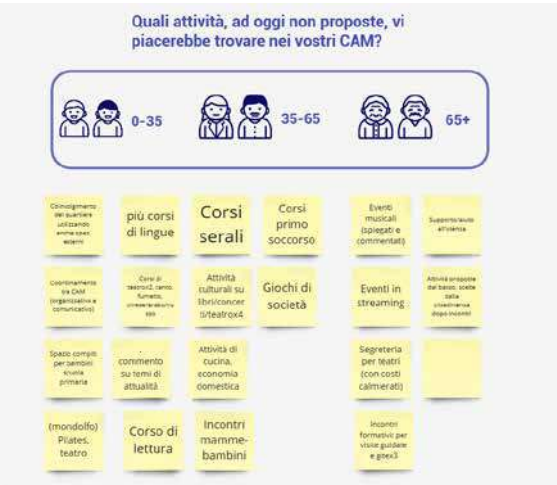 Quali attività, ad oggi non proposte, vi
piacerebbe trovare nei vostri CAM?
0-35
35-65
65+
Coinvolgimento
del quartiere
utilizzando
anche spazi
esterni
più corsi
di lingue
Corsi
serali
Corsi
primo
soccorso
Eventi
musicali
(spiegati e
commentati)
Supporto/aiuto
all'utenza
Coordinamento
tra CAM
(organizzativo e
comunicativo)
Corsi di
teatrox2, canto,
fumetto,
Attività
culturali su
libri/concer
ti/teatrox4
Giochi di
società
Eventi in
streaming
Attività proposte
dal basso, scelte
dalla
cittadinanza
dopo incontri
Spazio compiti
per bambini
scuola
primaria
commento
su temi di
attualità
Attività di
cucina,
economia
domestica
Segreteria
per teatri
(con costi
calmierati)
(mondolfo)
Pilates,
teatro
Corso di
lettura
Incontri
mamme-
bambini
Incontri
formativi per
visite guidate
e gitex3